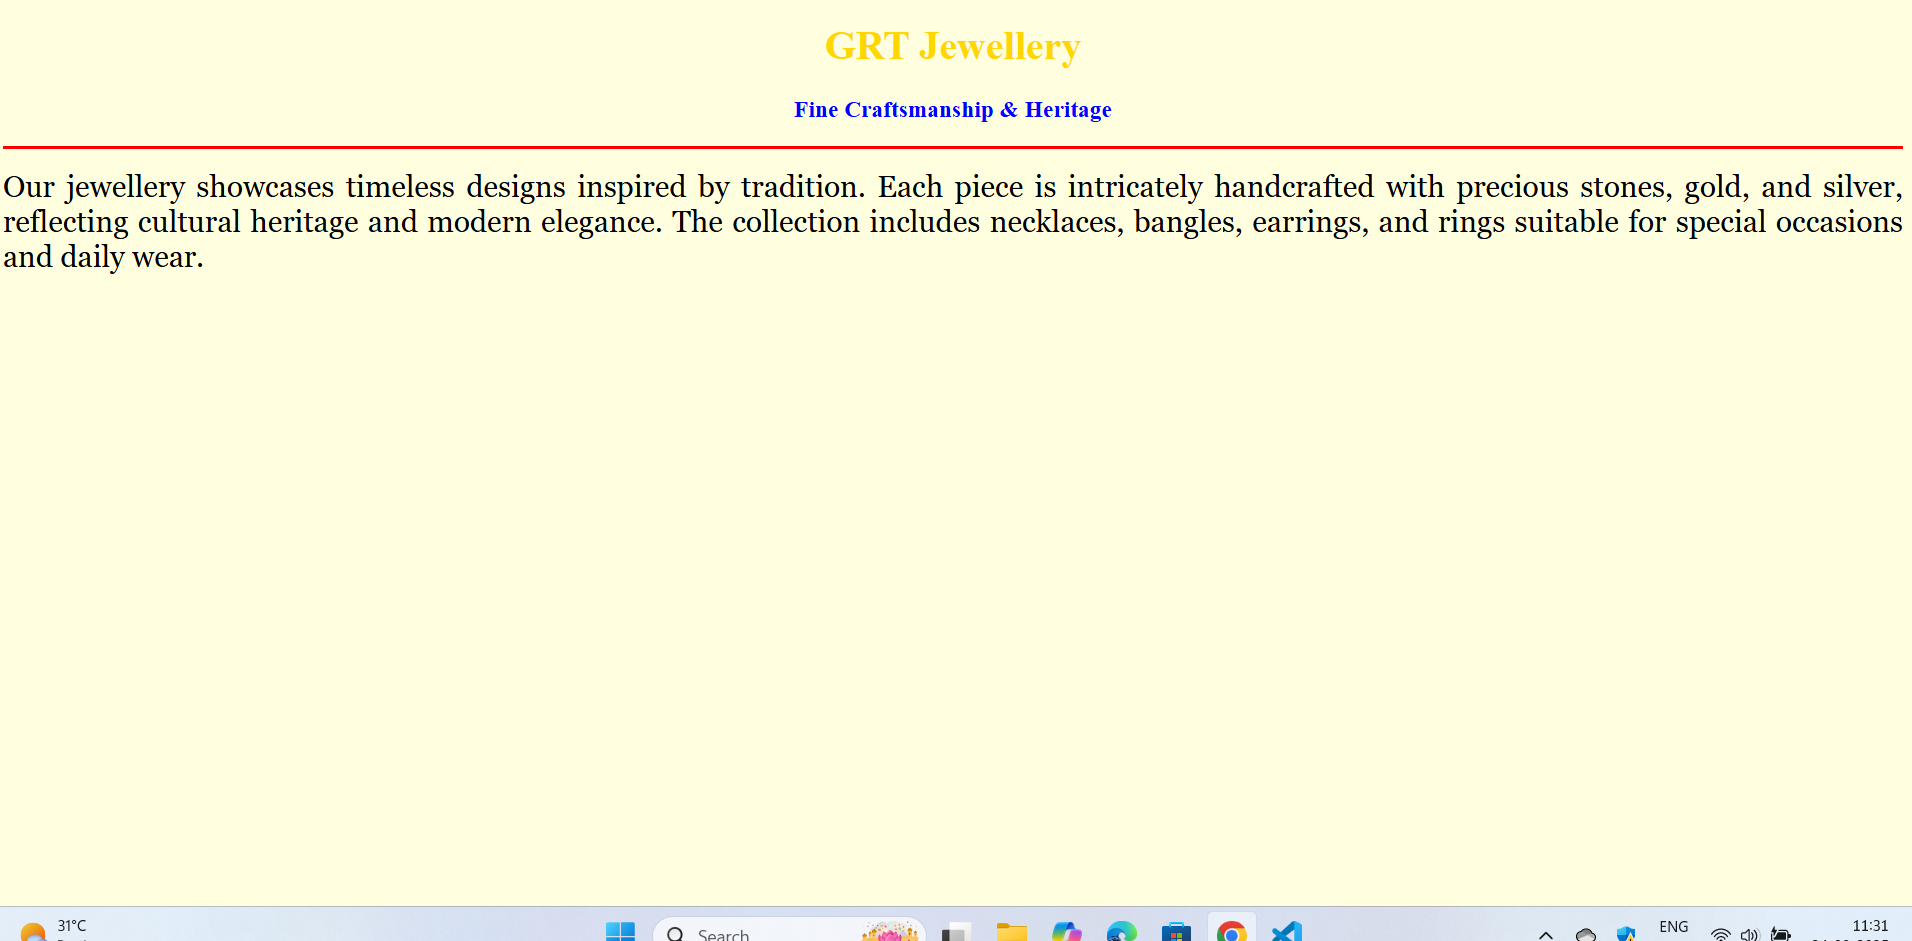 GRT Jewellery
Fine Craftsmanship & Heritage
Our jewellery showcases timeless designs inspired by tradition. Each piece is intricately handcrafted with precious stones, gold, and silver,
reflecting cultural heritage and modern elegance. The collection includes necklaces, bangles, earrings, and rings suitable for special occasions
and daily wear.
31°C
Search
ENG
11:31